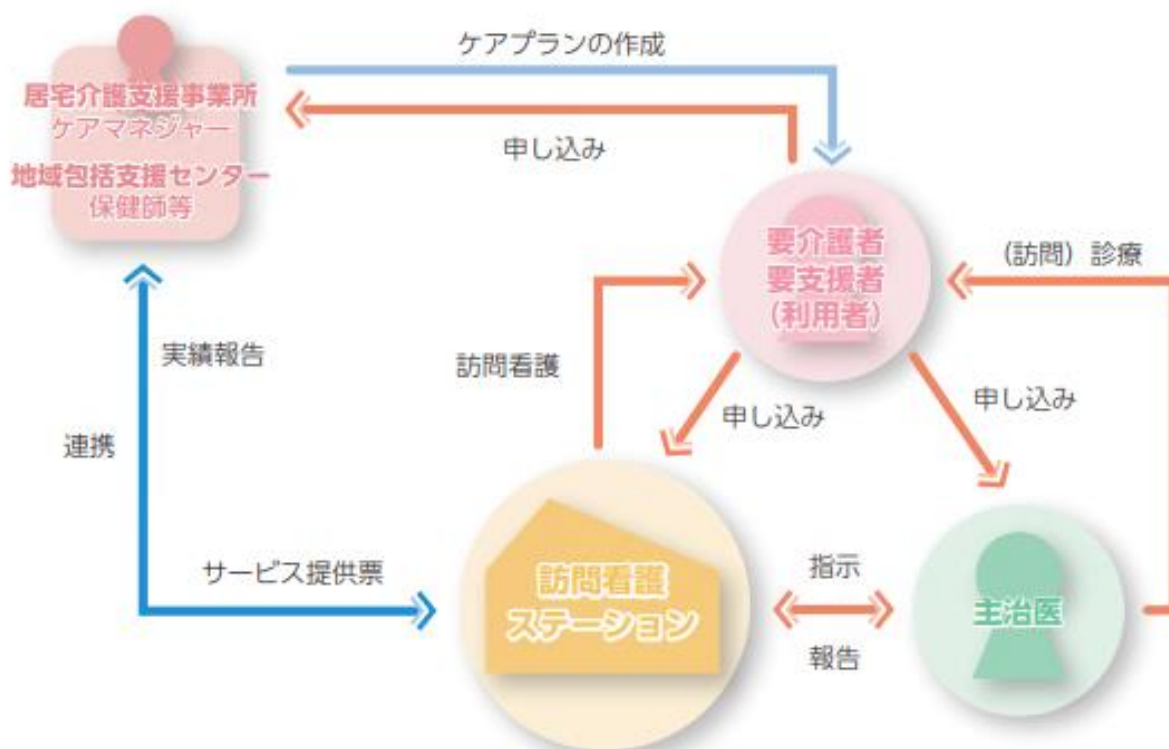 ケアプランの作成
居宅介護支援事業所
ケアマネジャー
地域包括支援センター
保健師等
申し込み
要介護者
要支援者
(利用者)
(訪問) 診療
実績報告
訪問看護
申し込み
申し込み
連携
サービス提供票
訪問看護
ステーション
指示
報告
主治医